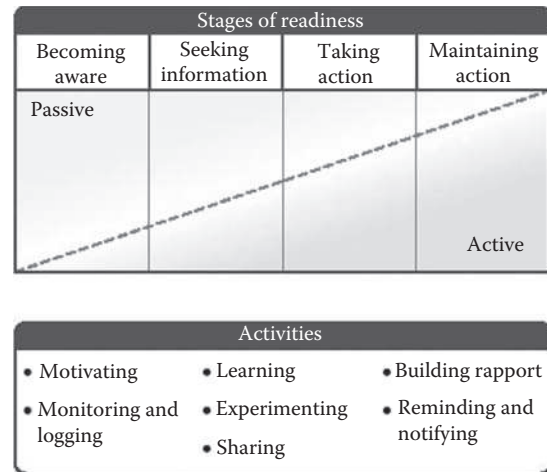 Stages of readiness
Becoming
aware
Seeking
information
Taking
action
Maintaining
action
Passive
Active
Activities
• Motivating
• Monitoring and
logging
• Learning
• Experimenting
• Sharing
• Building rapport
• Reminding and
notifying